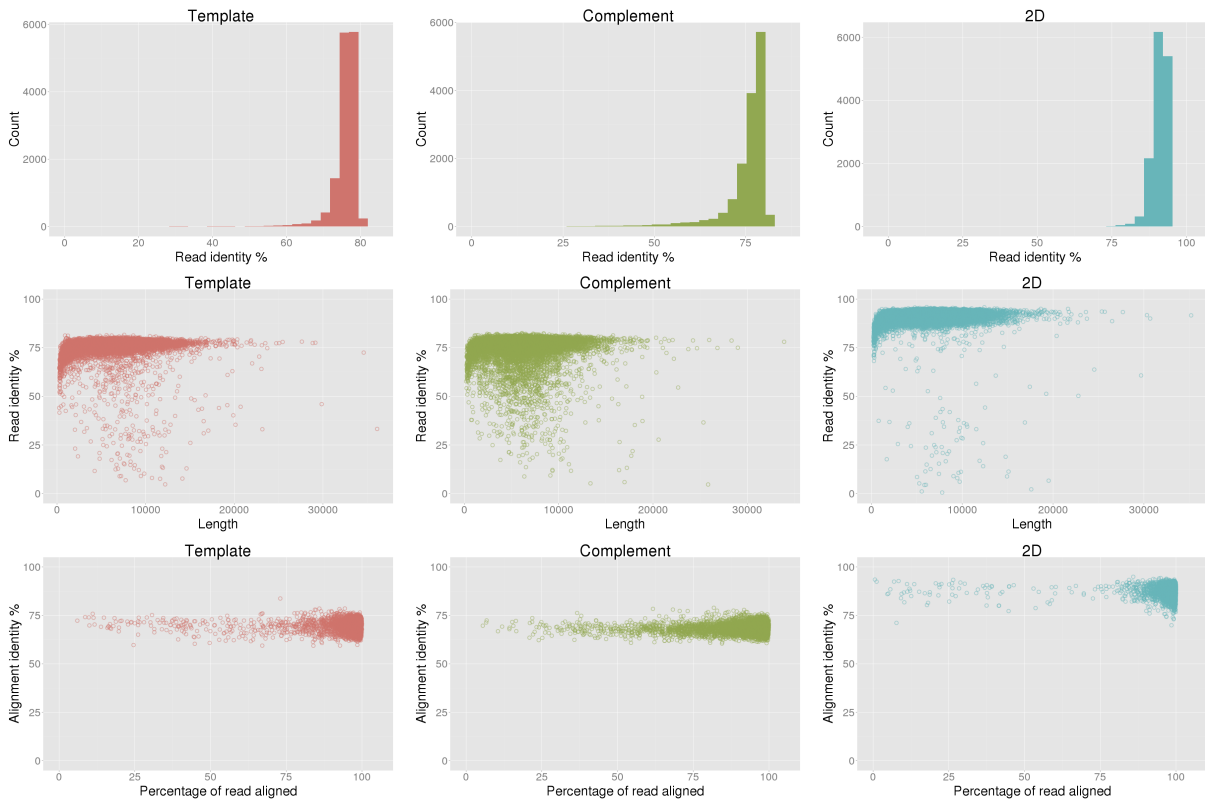 Template
6000
4000
2000
0
Count
0 20 40 60 80
Read identity %
Complement
6000
4000
2000
0
Count
0 25 50 75
Read identity %
2D
6000
4000
2000
0
Count
0 25 50 75 100
Read identity %
Template
100
75
50
25
0
Read identity %
0 10000 20000 30000
Length
Complement
100
75
50
25
0
Read identity %
0 10000 20000 30000
Length
2D
100
75
50
25
0
Read identity %
0 10000 20000 30000
Length
Template
100
75
50
25
0
Alignment identity %
0 25 50 75 100
Percentage of read aligned
Complement
100
75
50
25
0
Alignment identity %
0 25 50 75 100
Percentage of read aligned
2D
100
75
50
25
0
Alignment identity %
0 25 50 75 100
Percentage of read aligned